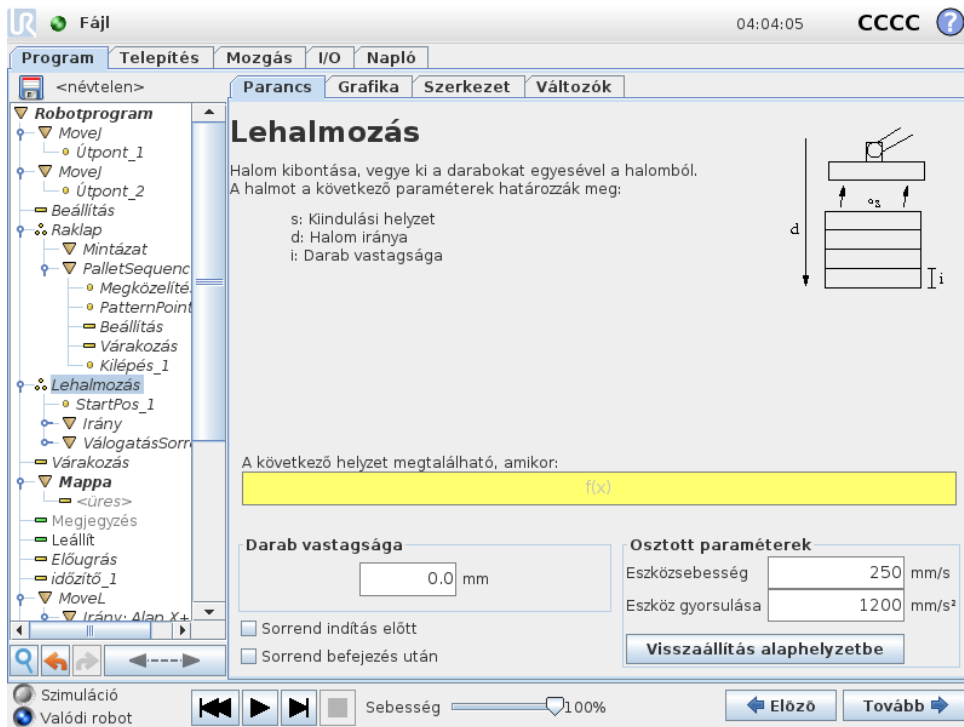 UR Fájl 04:04:05 CCCC ?
Program Telepítés Mozgás I/O Napló
<névtelen>
Parancs Grafika Szerkezet Változók
Robotprogram
MoveJ
Útpont_1
MoveJ
Útpont_2
Beállítás
Raklap
Mintázat
PalletSequenc
Megközelítés
PatternPoint
Beállítás
Várakozás
Kilépés_1
Lehalmozás
StartPos_1
Irány
VálogatásSorr
Várakozás
Mappa
<üres>
Megjegyzés
Leállít
Előugrás
időzítő_1
MoveL
Irány: Alap X+
Lehalmozás
Halom kibontása, vegye ki a darabokat egyesével a halomból.
A halmot a következő paraméterek határozzák meg:
s: Kiindulási helyzet
d: Halom iránya
i: Darab vastagsága
s
d
i
A következő helyzet megtalálható, amikor:
f(x)
Darab vastagsága
0.0 mm
Sorrend indítás előtt
Sorrend befejezés után
Osztott paraméterek
Eszközsebesség 250 mm/s
Eszköz gyorsulása 1200 mm/s²
Visszaállítás alaphelyzetbe
Szimuláció
Valódi robot
Sebesség 100%
Előző Tovább